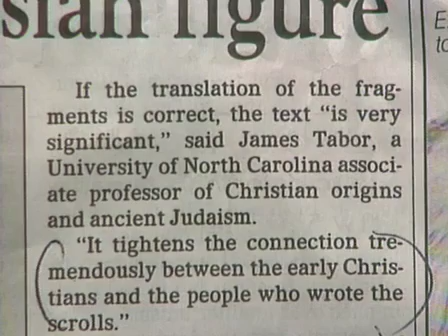 sian figure
If the translation of the frag-
ments is correct, the text “is very
significant,” said James Tabor, a
University of North Carolina associ-
ate professor of Christian origins
and ancient Judaism.
“It tightens the connection tre-
mendously between the early Chris-
tians and the people who wrote the
scrolls.”